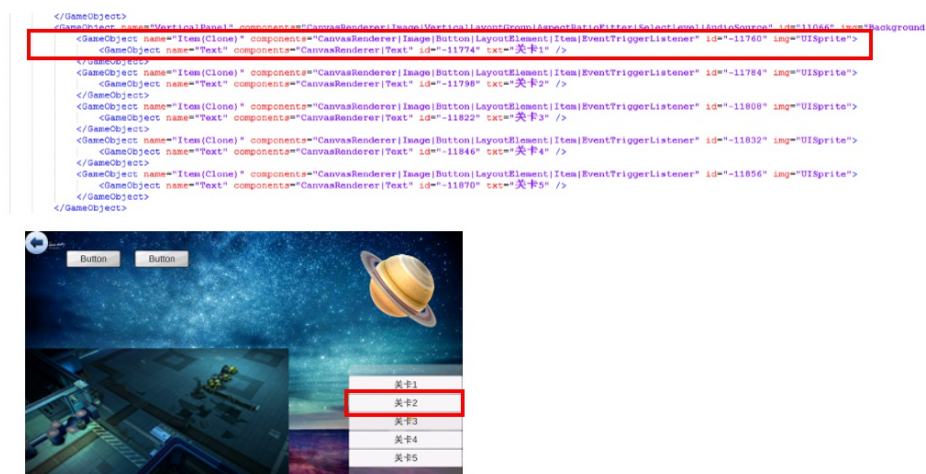 </GameObject>
<GameObject name="VerticalPanel" components="CanvasRenderer|Image|VerticalLayoutGroup|AspectRatioFitter|SelectLevel|AudioSource" id="11066" img="Background
<GameObject name="Item(Clone)" components="CanvasRenderer|Image|Button|LayoutElement|Item|EventTriggerListener" id="-11760" img="UISprite">
<GameObject name="Text" components="CanvasRenderer|Text" id="-11774" txt="关卡1" />
</GameObject>
<GameObject name="Item(Clone)" components="CanvasRenderer|Image|Button|LayoutElement|Item|EventTriggerListener" id="-11784" img="UISprite">
<GameObject name="Text" components="CanvasRenderer|Text" id="-11798" txt="关卡2" />
</GameObject>
<GameObject name="Item(Clone)" components="CanvasRenderer|Image|Button|LayoutElement|Item|EventTriggerListener" id="-11808" img="UISprite">
<GameObject name="Text" components="CanvasRenderer|Text" id="-11822" txt="关卡3" />
</GameObject>
<GameObject name="Item(Clone)" components="CanvasRenderer|Image|Button|LayoutElement|Item|EventTriggerListener" id="-11832" img="UISprite">
<GameObject name="Text" components="CanvasRenderer|Text" id="-11846" txt="关卡4" />
</GameObject>
<GameObject name="Item(Clone)" components="CanvasRenderer|Image|Button|LayoutElement|Item|EventTriggerListener" id="-11856" img="UISprite">
<GameObject name="Text" components="CanvasRenderer|Text" id="-11870" txt="关卡5" />
</GameObject>
</GameObject>
Button Button
关卡1
关卡2
关卡3
关卡4
关卡5